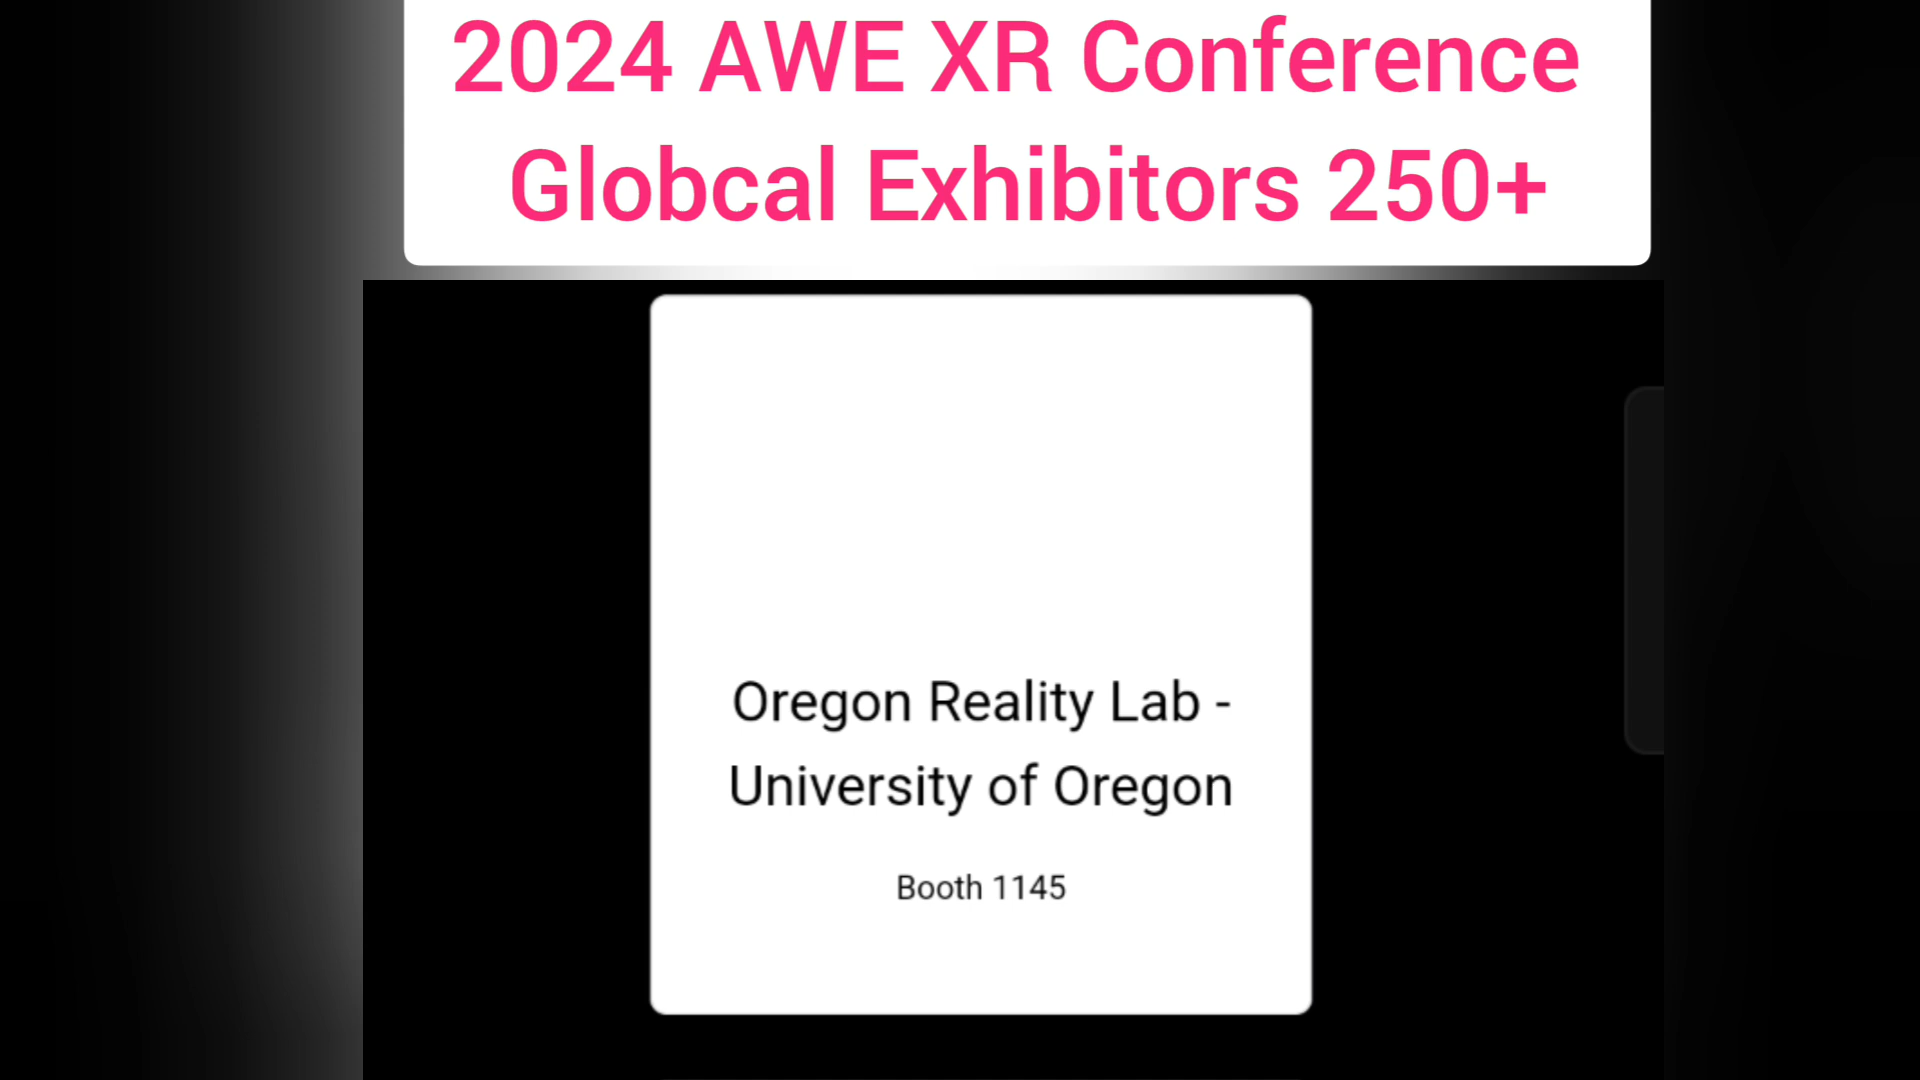 2024 AWE XR Conference
Globcal Exhibitors 250+
Oregon Reality Lab -
University of Oregon
Booth 1145